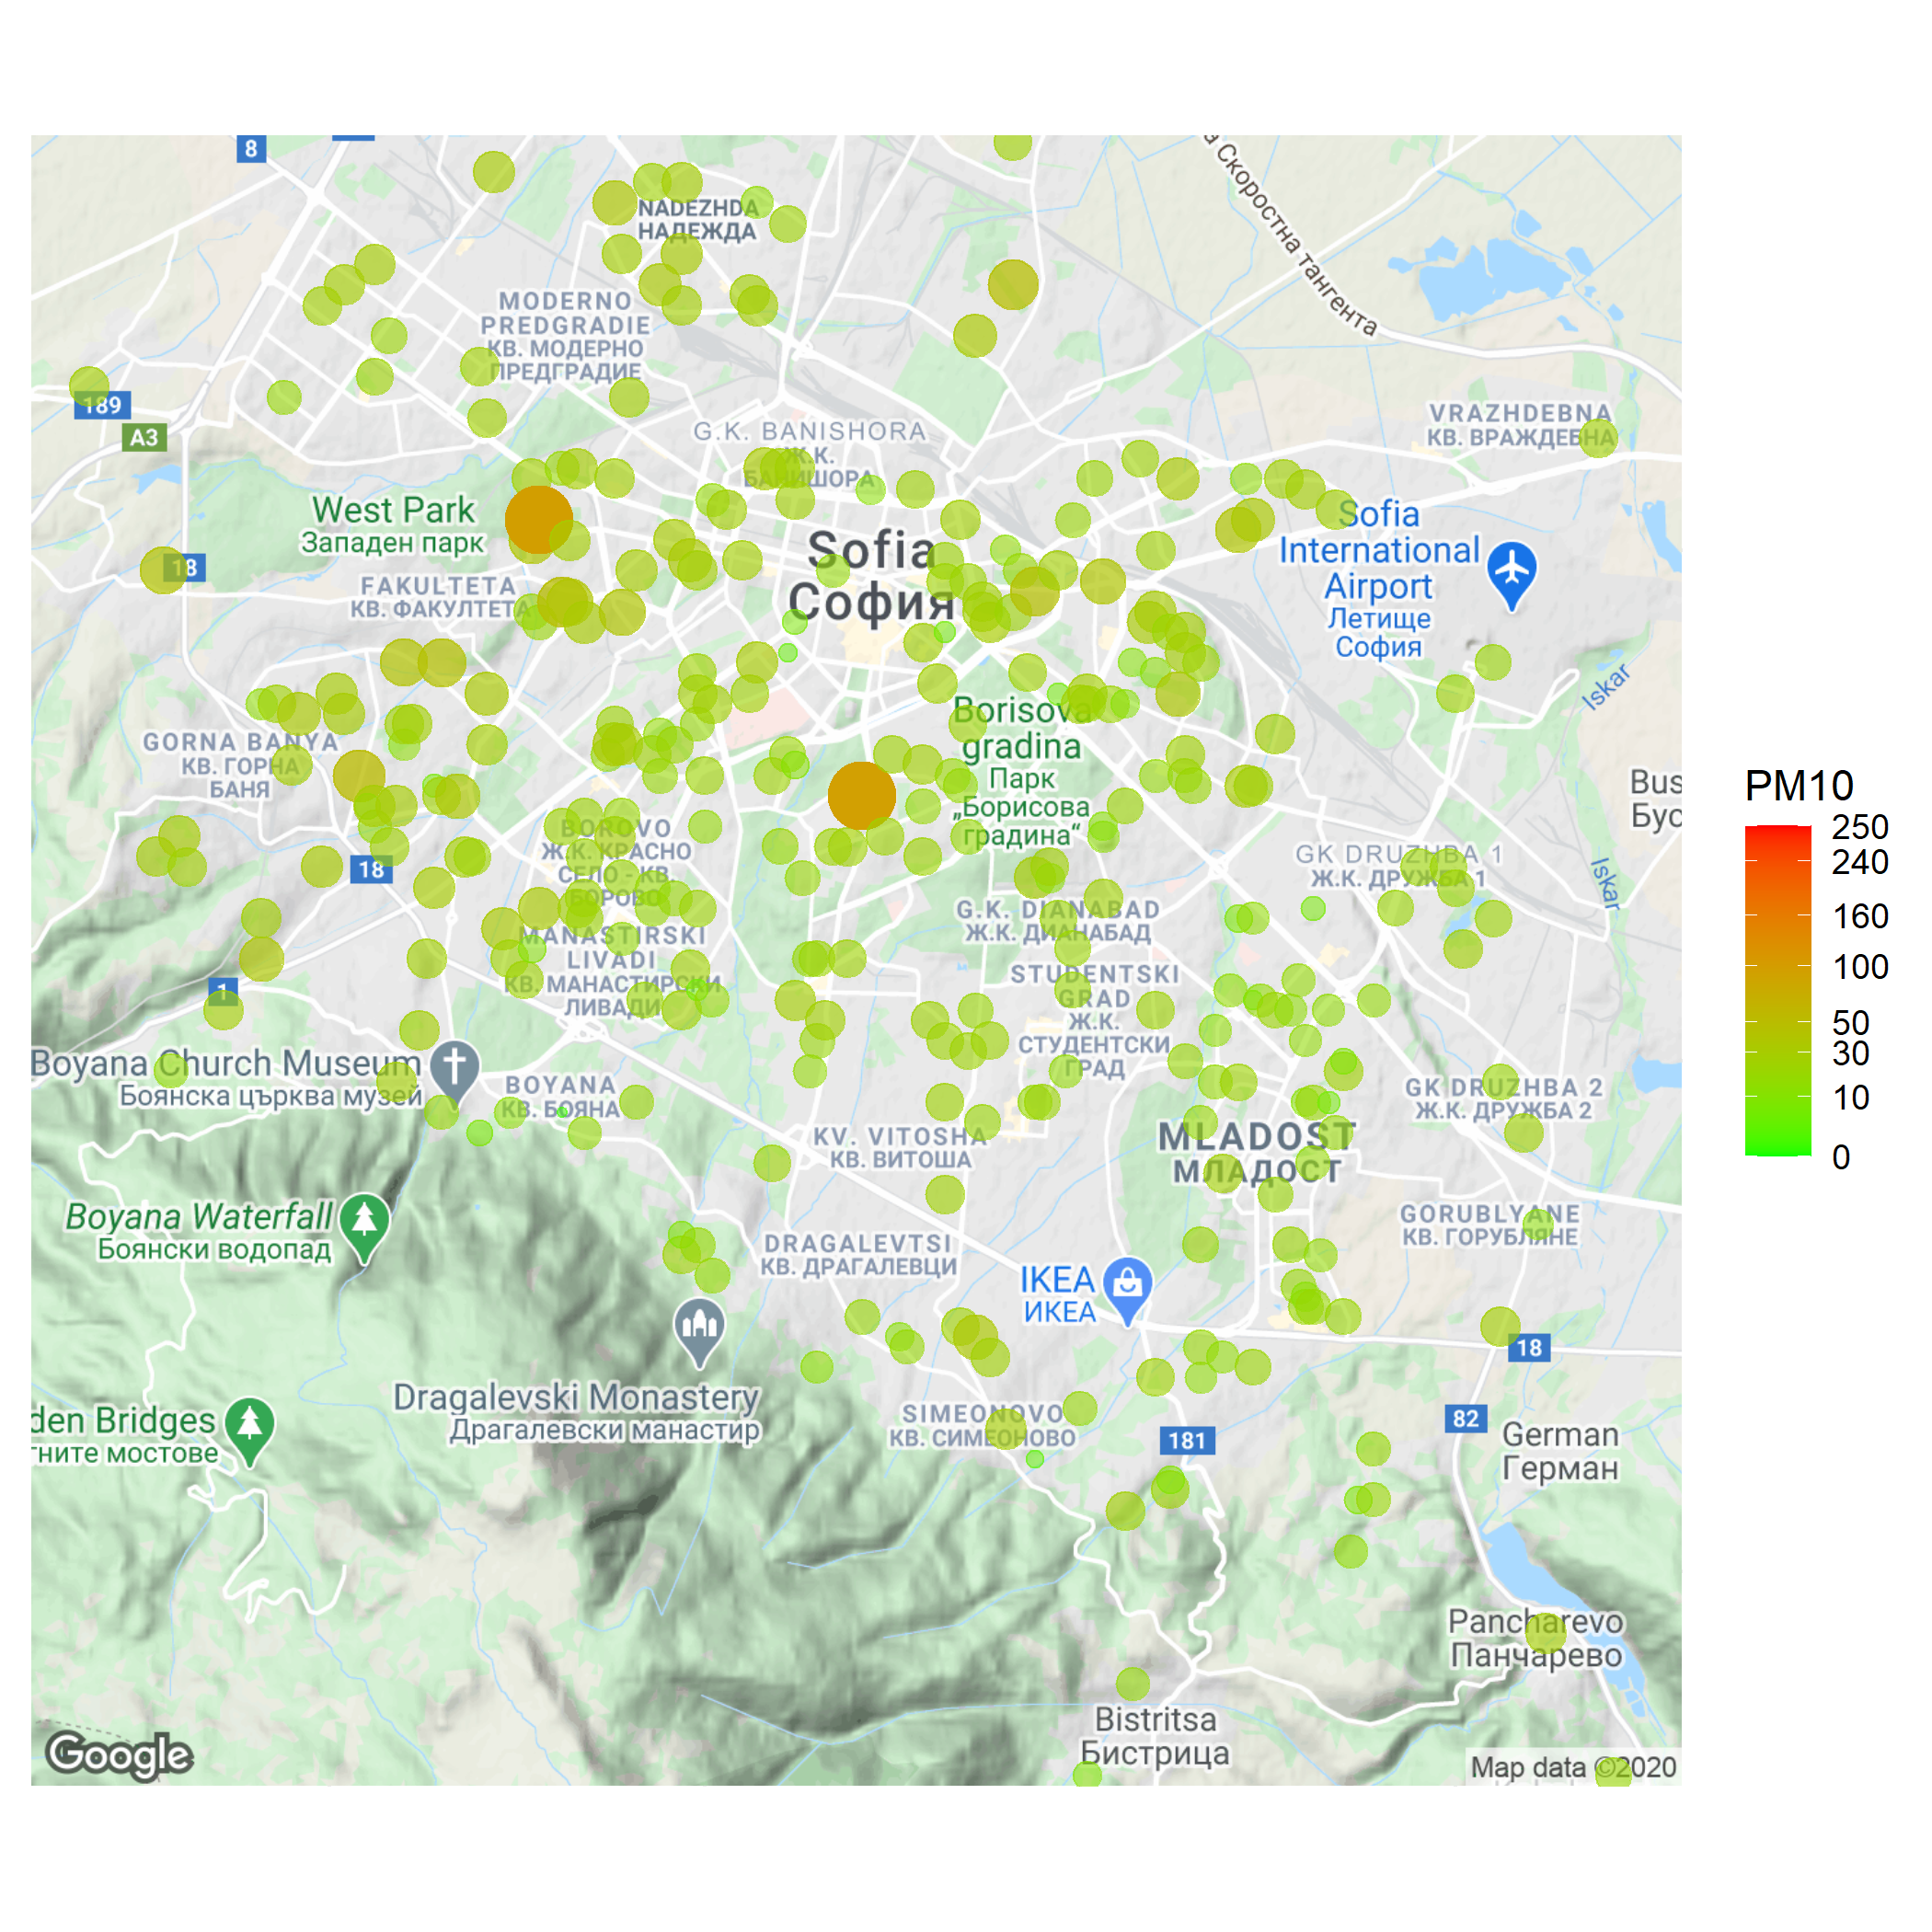 8
а Скоростна тангента
NADEZHDA
НАДЕЖДА
MODERNO
PREDGRADIE
КВ. МОДЕРНО
ПРЕДГРАДИЕ
189
A3
G.K. BANISHORA
Ж.К.
БАНИШОРА
VRAZHDEBNA
КВ. ВРАЖДЕБНА
West Park
Западен парк
18
FAKULTETA
КВ. ФАКУЛТЕТА
Sofia
София
Sofia
International
Airport
Летище
София
Iskar
GORNA BANYA
КВ. ГОРНА
БАНЯ
Borisova
gradina
Парк
„Борисова
градина“
Bus
Бус
PM10
250
240
160
100
50
30
10
0
BOROVO
Ж.К. КРАСНО
СЕЛО - КВ.
БОРОВО
18
GK DRUZHBA 1
Ж.К. ДРУЖБА 1
Iskar
G.K. DIANABAD
Ж.К. ДИАНАБАД
MANASTIRSKI
LIVADI
КВ. МАНАСТИРСКИ
ЛИВАДИ
1
STUDENTSKI
GRAD
Ж.К.
СТУДЕНТСКИ
ГРАД
Boyana Church Museum
Боянска църква музей
BOYANA
КВ. БОЯНА
GK DRUZHBA 2
Ж.К. ДРУЖБА 2
KV. VITOSHA
КВ. ВИТОША
MLADOST
МЛАДОСТ
Boyana Waterfall
Боянски водопад
GORUBLYANE
КВ. ГОРУБЛЯНЕ
DRAGALEVTSI
КВ. ДРАГАЛЕВЦИ
IKEA
ИКЕА
18
Dragalevski Monastery
Драгалевски манастир
den Bridges
тните мостове
SIMEONOVO
КВ. СИМЕОНОВО
181
82
German
Герман
Pancharevo
Панчарево
Bistritsa
Бистрица
Google
Map data ©2020